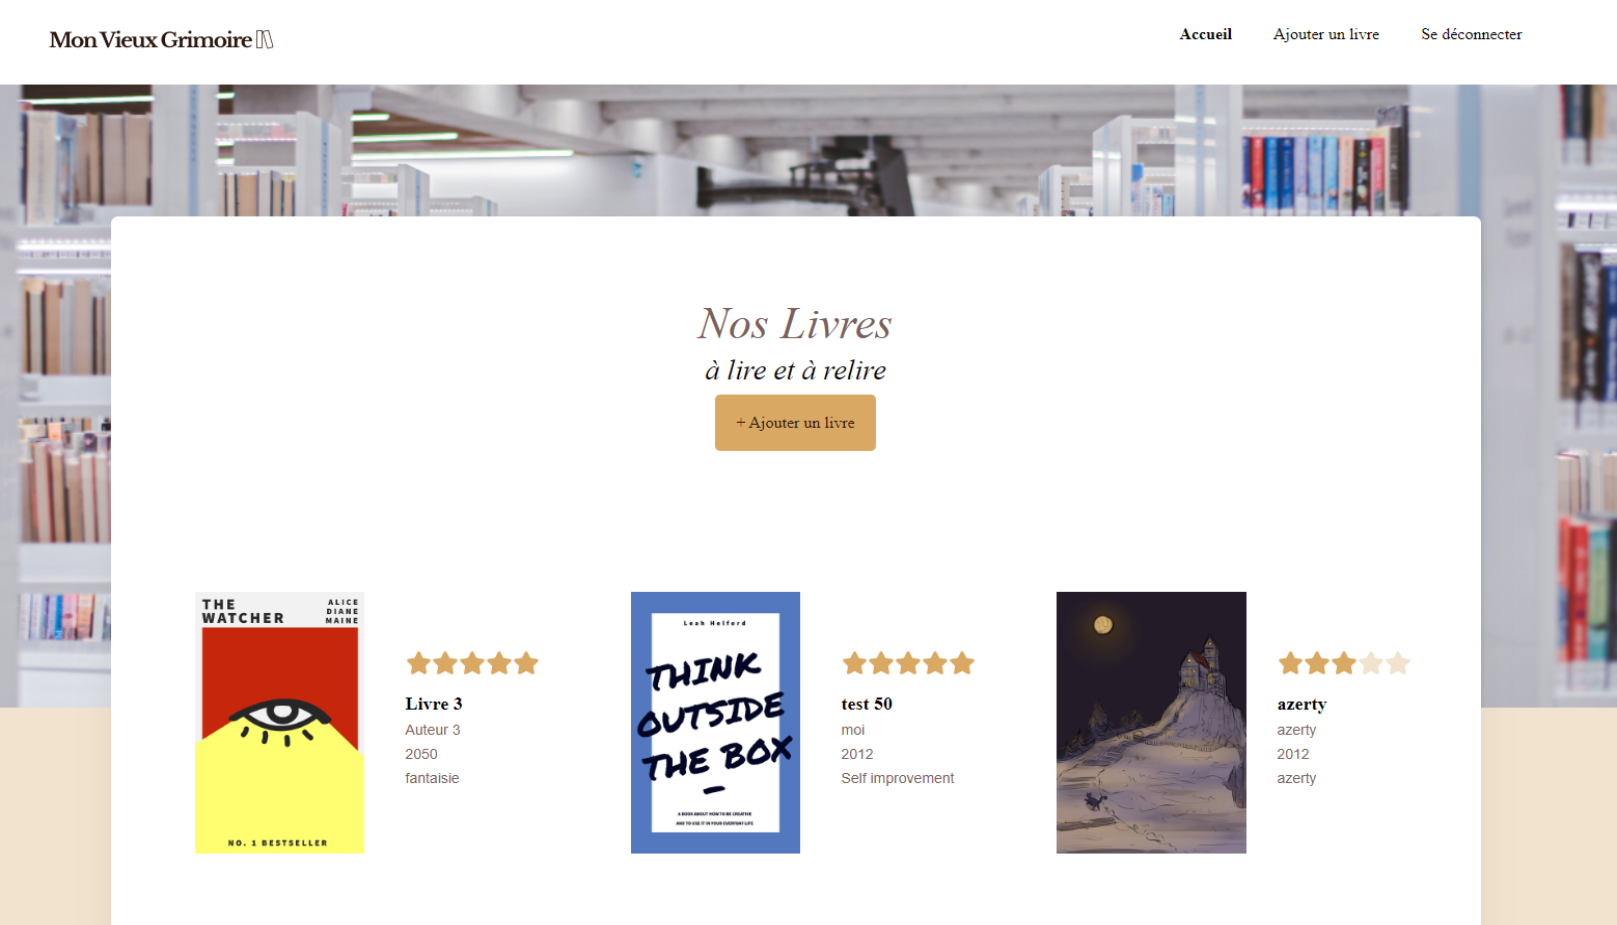 Mon Vieux Grimoire
Accueil
Ajouter un livre
Se déconnecter
Nos Livres
à lire et à relire
+ Ajouter un livre
THE
WATCHER
ALICE
DIANE
MAINE
NO. 1 BESTSELLER
Livre 3
Auteur 3
2050
fantaisie
Leah Helford
THINK
OUTSIDE
THE BOX
A BOOK ABOUT HOW TO BE CREATIVE
AND TO USE IT IN YOUR EVERYDAY LIFE
test 50
moi
2012
Self improvement
azerty
azerty
2012
azerty